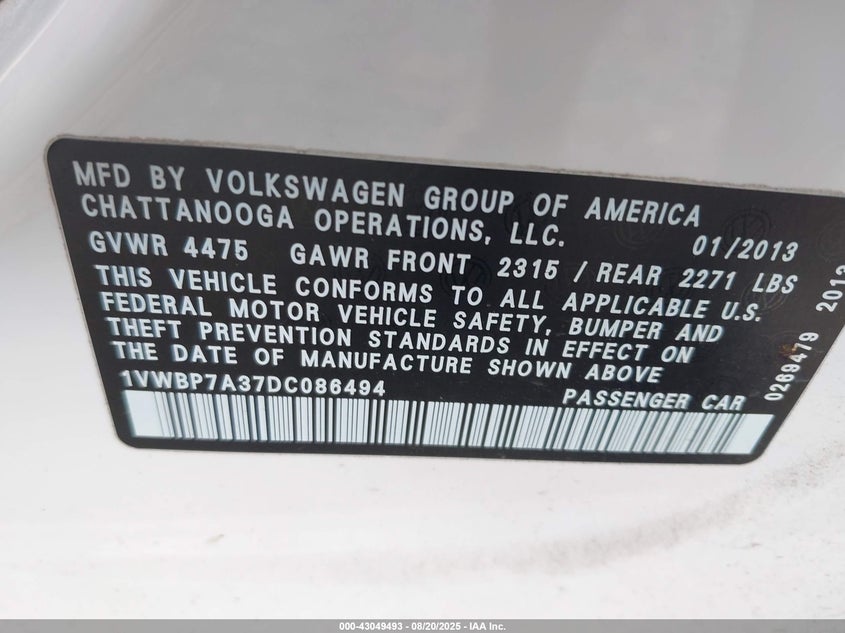 MFD BY VOLKSWAGEN GROUP OF AMERICA
CHATTANOOGA OPERATIONS, LLC. 01/2013
GVWR 4475 GAWR FRONT 2315 / REAR 2271 LBS
THIS VEHICLE CONFORMS TO ALL APPLICABLE U.S.
FEDERAL MOTOR VEHICLE SAFETY, BUMPER AND
THEFT PREVENTION STANDARDS IN EFFECT ON
THE DATE OF MANUFACTURE SHOWN ABOVE
1VWBP7A37DC086494 PASSENGER CAR
0269479 2013
000-43049493 - 08/20/2025 - IAA Inc.